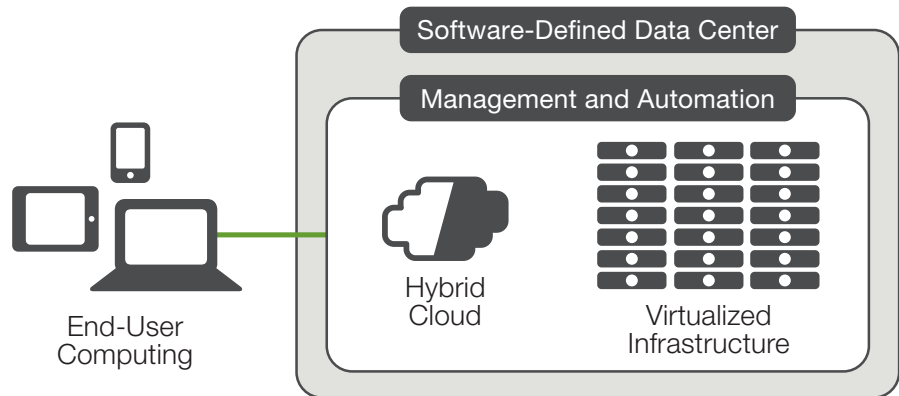 Software-Defined Data Center
Management and Automation
Hybrid
Cloud
Virtualized
Infrastructure
End-User
Computing